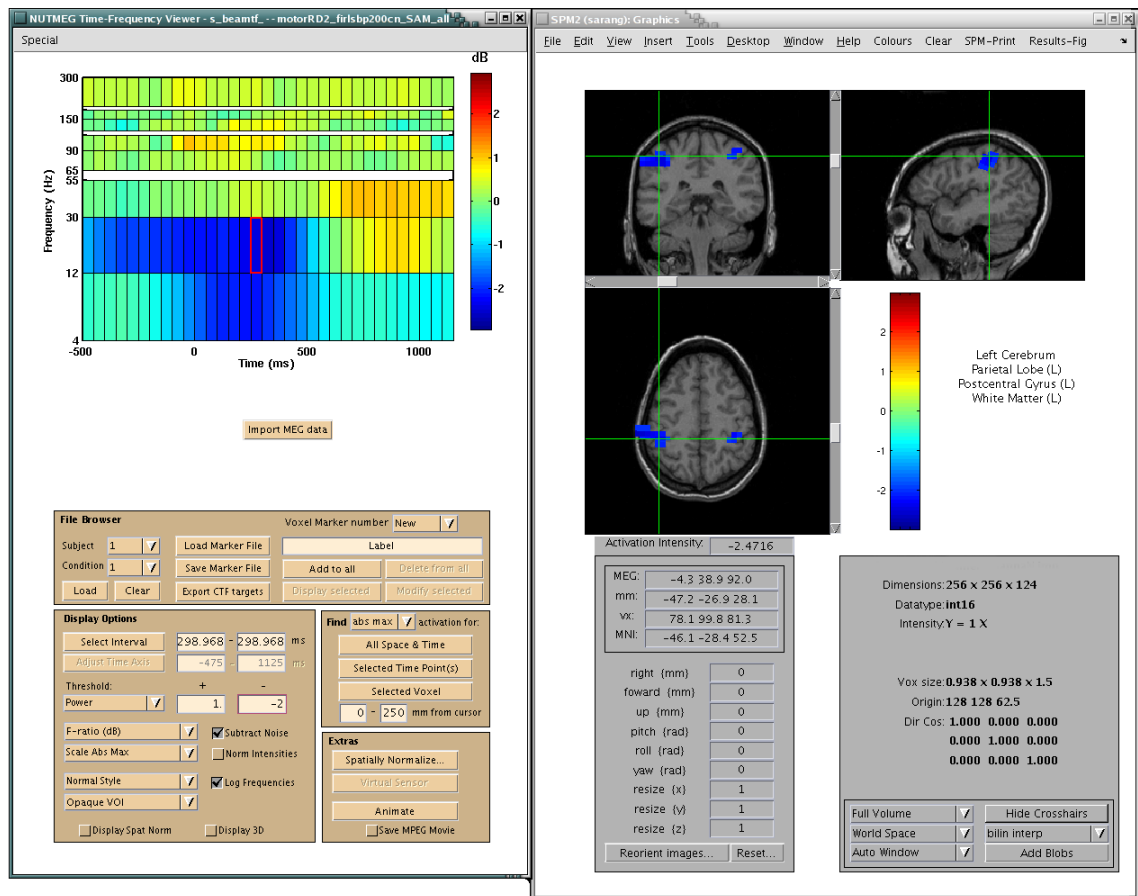 NUTMEG Time-Frequency Viewer - s_beamtf_ -- motorRD2_firlsbp200cn_SAM_all
Special
dB
300
150
90
65
55
30
12
4
Frequency (Hz)
-500 0 500 1000
Time (ms)
2
1
0
-1
-2
Import MEG data
File Browser
Voxel Marker number New
Subject 1 Load Marker File Label
Condition 1 Save Marker File Add to all Delete from all
Load Clear Export CTF targets Display selected Modify selected
Display Options
Select Interval 298.968 - 298.968 ms
Adjust Time Axis -475 - 1125 ms
Threshold: + -
Power 1. -2
F-ratio (dB) Subtract Noise
Scale Abs Max Norm Intensities
Normal Style Log Frequencies
Opaque VOI
Display Spat Norm Display 3D
Find abs max activation for:
All Space & Time
Selected Time Point(s)
Selected Voxel
0 - 250 mm from cursor
Extras
Spatially Normalize...
Virtual Sensor
Animate
Save MPEG Movie
SPM2 (sarang): Graphics
File Edit View Insert Tools Desktop Window Help Colours Clear SPM-Print Results-Fig
2
1
0
-1
-2
Left Cerebrum
Parietal Lobe (L)
Postcentral Gyrus (L)
White Matter (L)
Activation Intensity: -2.4716
MEG: -4.3 38.9 92.0
mm: -47.2 -26.9 28.1
vx: 78.1 99.8 81.3
MNI: -46.1 -28.4 52.5
right {mm} 0
foward {mm} 0
up {mm} 0
pitch {rad} 0
roll {rad} 0
yaw {rad} 0
resize {x} 1
resize {y} 1
resize {z} 1
Reorient images... Reset...
Dimensions: 256 x 256 x 124
Datatype: int16
Intensity: Y = 1 X
Vox size: 0.938 x 0.938 x 1.5
Origin: 128 128 62.5
Dir Cos: 1.000 0.000 0.000
0.000 1.000 0.000
0.000 0.000 1.000
Full Volume Hide Crosshairs
World Space bilin interp
Auto Window Add Blobs